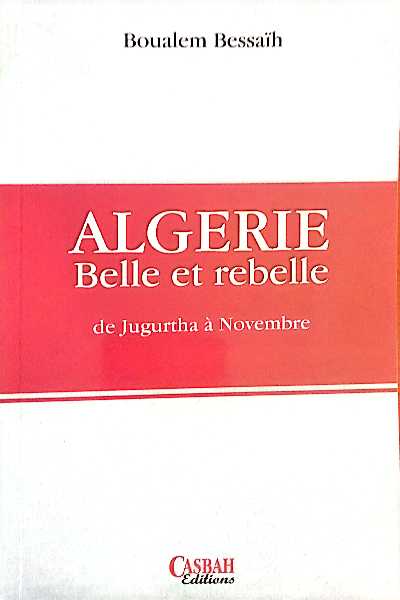 Boualem Bessaïh
ALGERIE
Belle et rebelle
de Jugurtha à Novembre
CASBAH
Editions